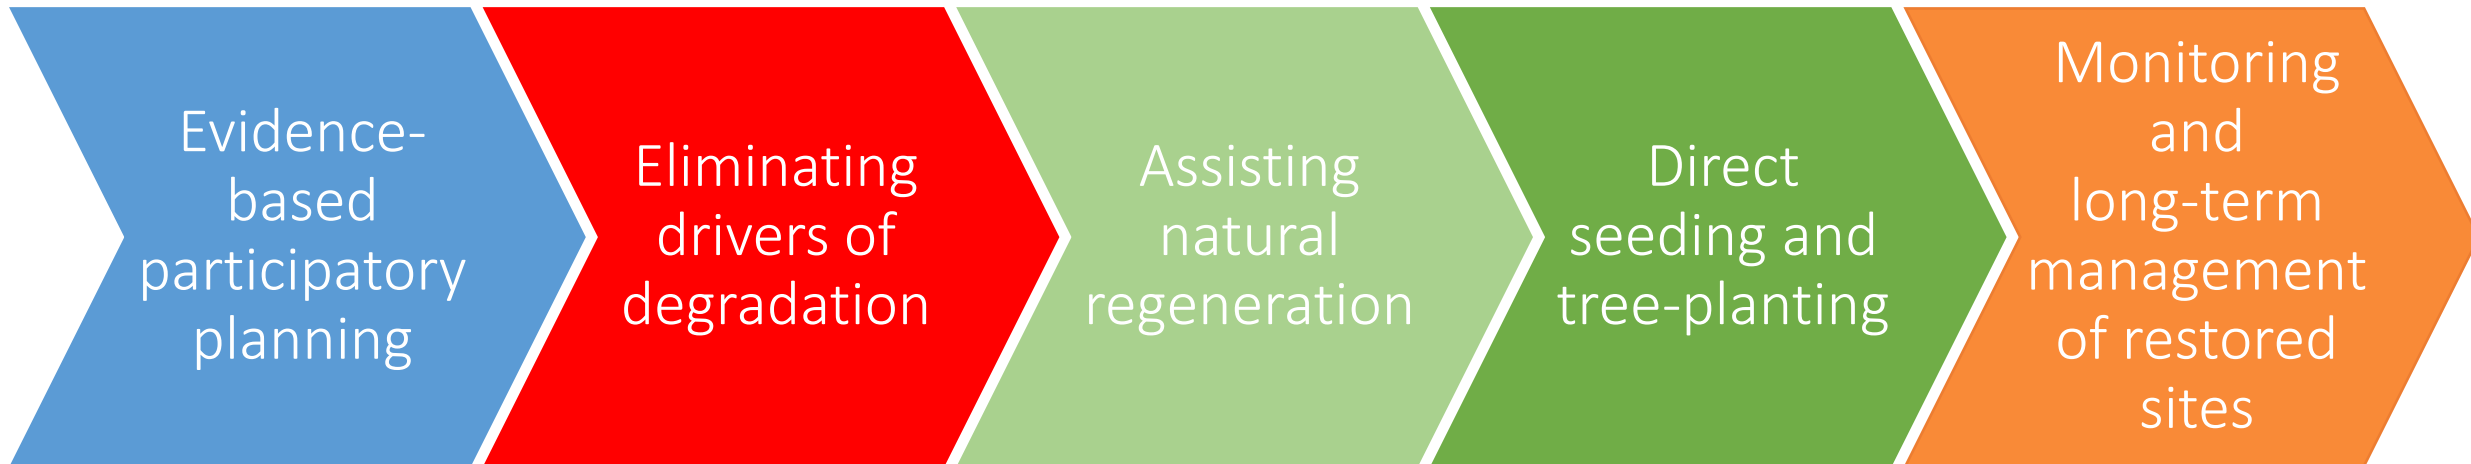 Evidence-
based
participatory
planning
Eliminating
drivers of
degradation
Assisting
natural
regeneration
Direct
seeding and
tree-planting
Monitoring
and
long-term
management
of restored
sites